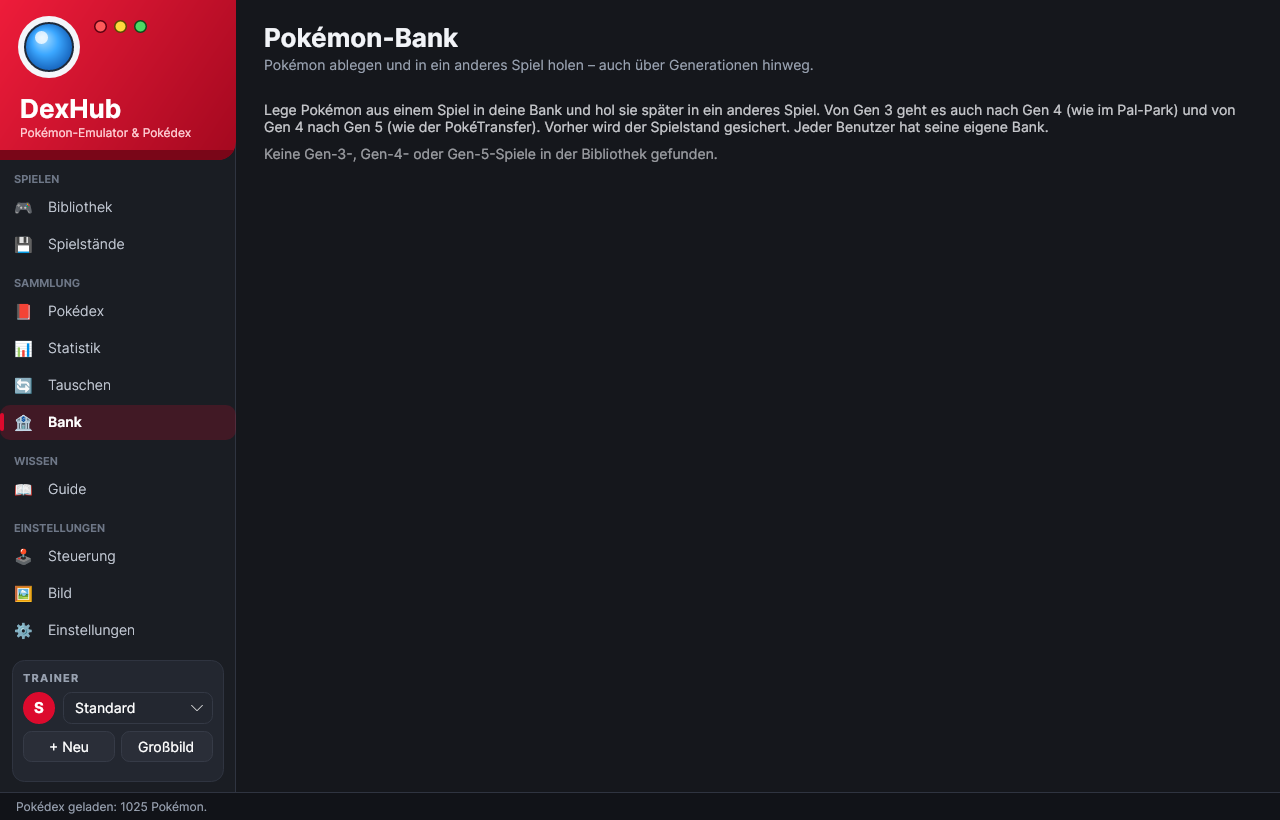 DexHub
Pokémon-Emulator & Pokédex
SPIELEN
Bibliothek
Spielstände
SAMMLUNG
Pokédex
Statistik
Tauschen
Bank
WISSEN
Guide
EINSTELLUNGEN
Steuerung
Bild
Einstellungen
TRAINER
S
Standard
+ Neu
Großbild
Pokémon-Bank
Pokémon ablegen und in ein anderes Spiel holen – auch über Generationen hinweg.
Lege Pokémon aus einem Spiel in deine Bank und hol sie später in ein anderes Spiel. Von Gen 3 geht es auch nach Gen 4 (wie im Pal-Park) und von
Gen 4 nach Gen 5 (wie der PokéTransfer). Vorher wird der Spielstand gesichert. Jeder Benutzer hat seine eigene Bank.
Keine Gen-3-, Gen-4- oder Gen-5-Spiele in der Bibliothek gefunden.
Pokédex geladen: 1025 Pokémon.